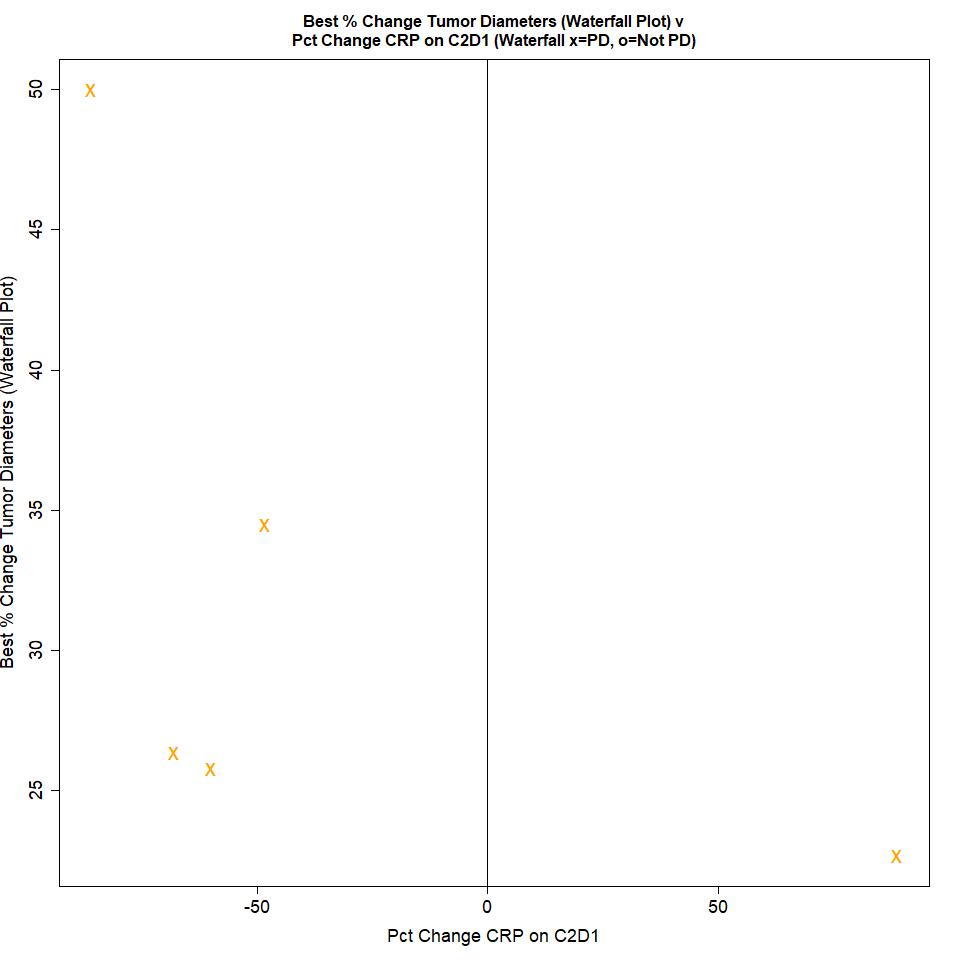 Best % Change Tumor Diameters (Waterfall Plot) v
Pct Change CRP on C2D1 (Waterfall x=PD, o=Not PD)
Best % Change Tumor Diameters (Waterfall Plot)
50
45
40
35
30
25
X
X
X
X
X
-50
0
50
Pct Change CRP on C2D1